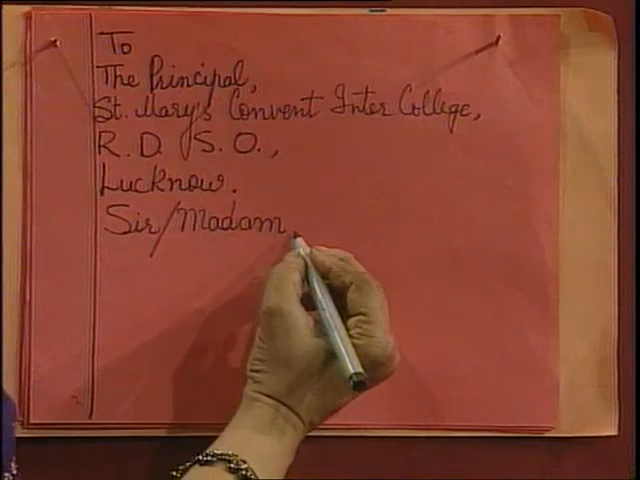 To
The Principal,
St. Mary's Convent Inter College,
R. D. S. O.,
Lucknow.
Sir/Madam